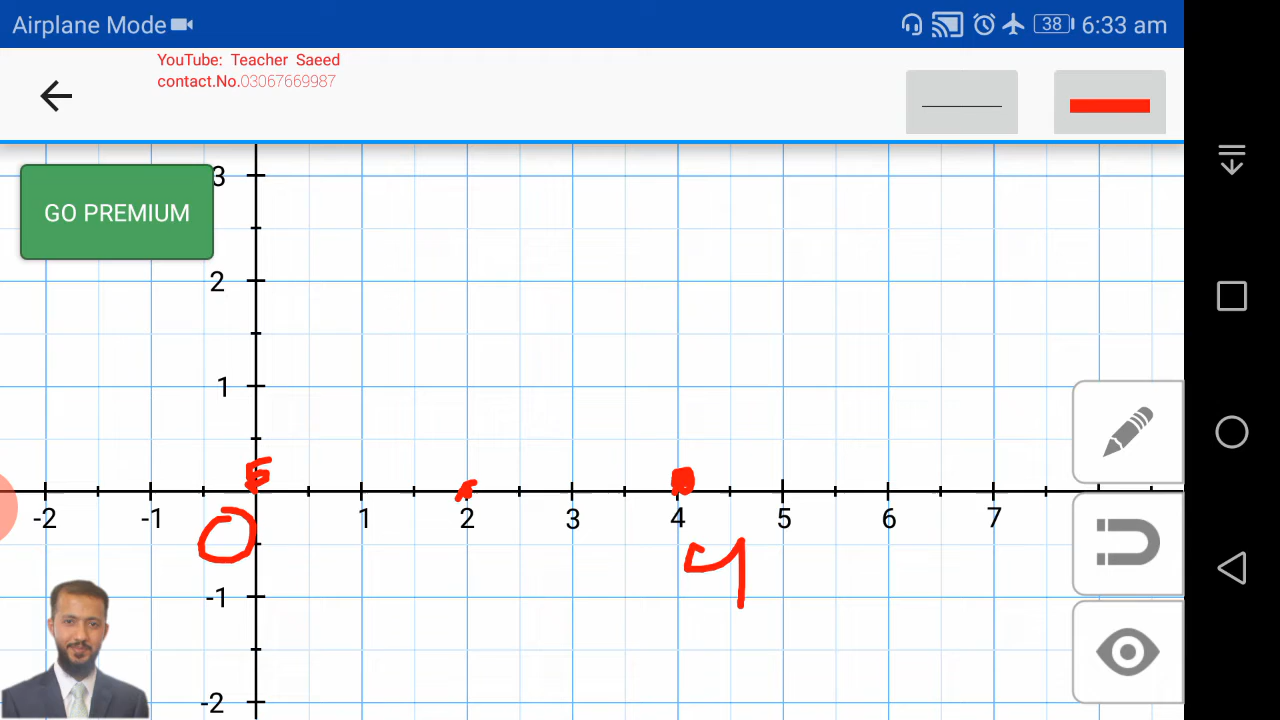 Airplane Mode 38 6:33 am
YouTube: Teacher Saeed
contact.No.03067669987
GO PREMIUM
3
2
1
-2 -1 1 2 3 4 5 6 7
0 4
-1
-2